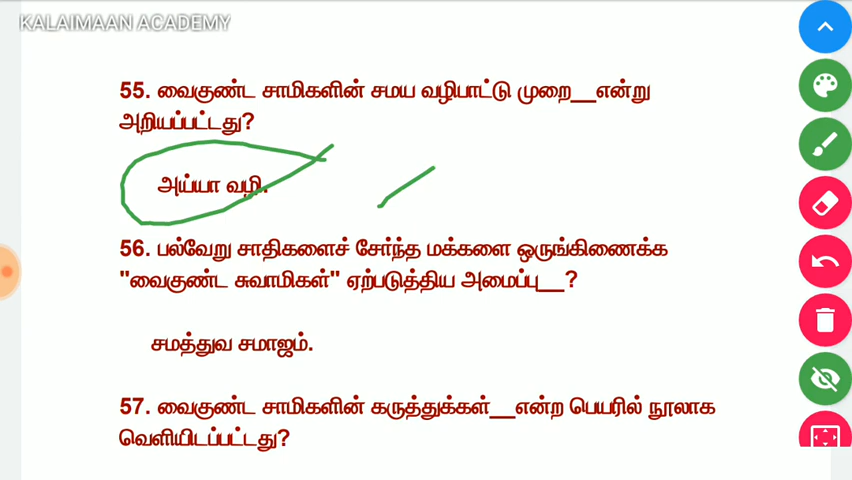 KALAIMAAN ACADEMY
55. வைகுண்ட சாமிகளின் சமய வழிபாட்டு முறை__என்று
அறியப்பட்டது?
அய்யா வழி.
56. பல்வேறு சாதிகளைச் சேர்ந்த மக்களை ஒருங்கிணைக்க
"வைகுண்ட சுவாமிகள்" ஏற்படுத்திய அமைப்பு__?
சமத்துவ சமாஜம்.
57. வைகுண்ட சாமிகளின் கருத்துக்கள்__என்ற பெயரில் நூலாக
வெளியிடப்பட்டது?